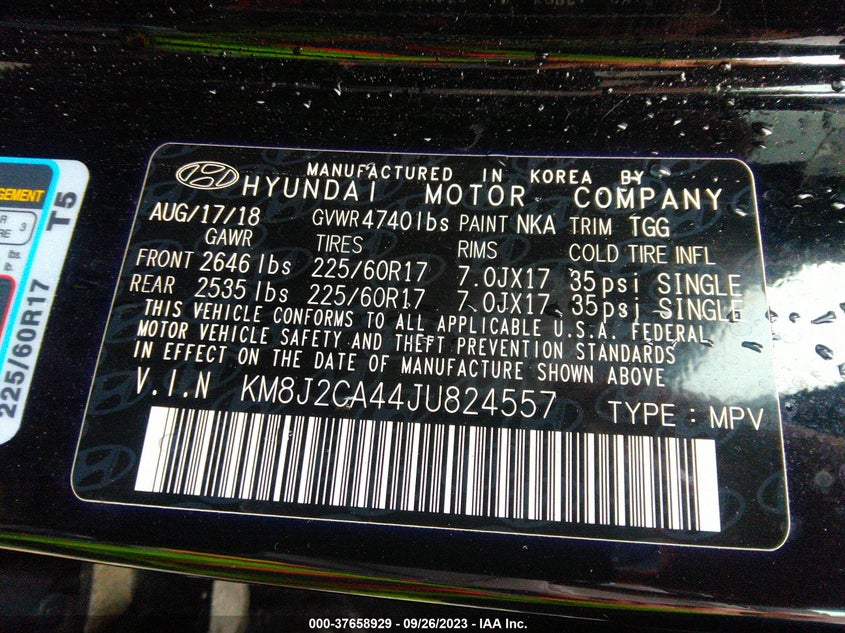 MANUFACTURED IN KOREA BY
HYUNDAI MOTOR COMPANY
AUG/17/18 GVWR 4740lbs PAINT NKA TRIM TGG
GAWR TIRES RIMS COLD TIRE INFL
FRONT 2646 lbs 225/60R17 7.0JX17 35psi SINGLE
REAR 2535 lbs 225/60R17 7.0JX17 35psi SINGLE
THIS VEHICLE CONFORMS TO ALL APPLICABLE U.S.A. FEDERAL
MOTOR VEHICLE SAFETY AND THEFT PREVENTION STANDARDS
IN EFFECT ON THE DATE OF MANUFACTURE SHOWN ABOVE
V.I.N KM8J2CA44JU824557 TYPE : MPV
225/60R17 T5
000-37658929 - 09/26/2023 - IAA Inc.